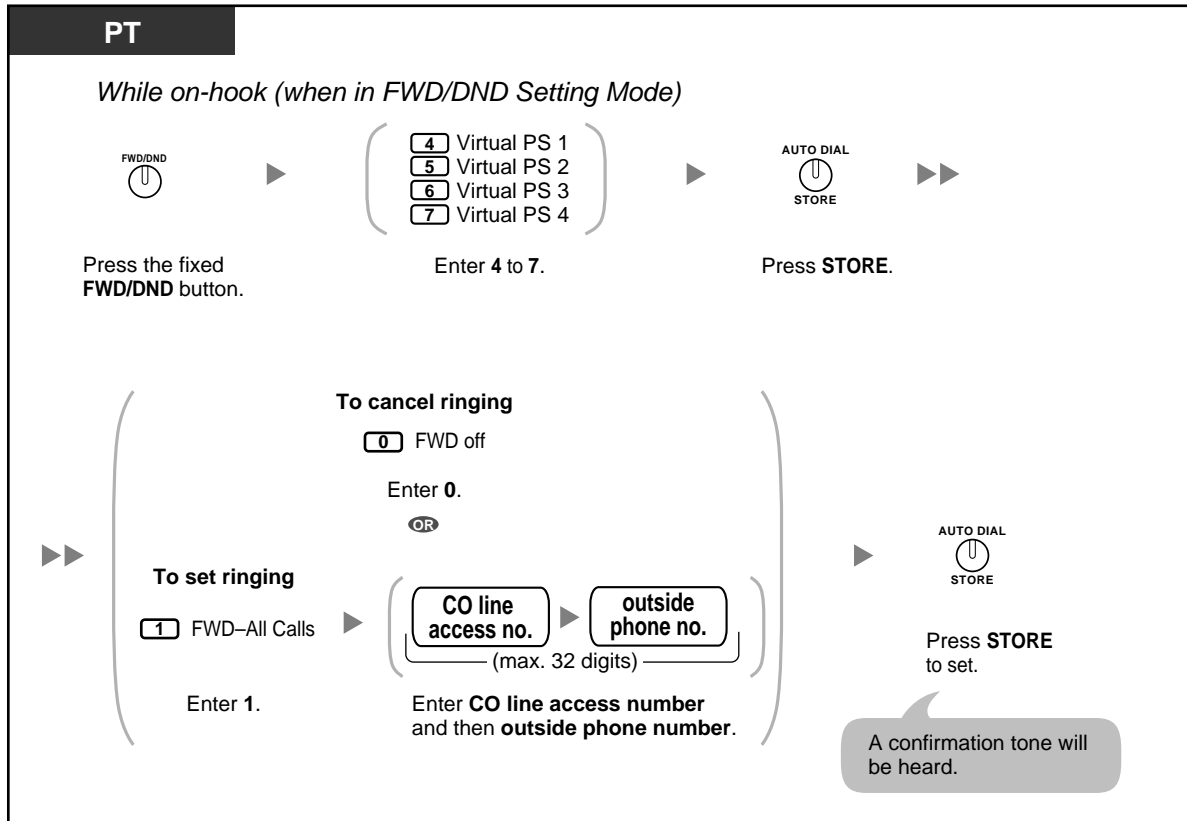 PT
While on-hook (when in FWD/DND Setting Mode)
FWD/DND
4 Virtual PS 1
5 Virtual PS 2
6 Virtual PS 3
7 Virtual PS 4
AUTO DIAL
STORE
Press the fixed
FWD/DND button.
Enter 4 to 7.
Press STORE.
To cancel ringing
0 FWD off
Enter 0.
OR
To set ringing
1 FWD–All Calls
Enter 1.
CO line
access no.
outside
phone no.
(max. 32 digits)
Enter CO line access number
and then outside phone number.
AUTO DIAL
STORE
Press STORE
to set.
A confirmation tone will
be heard.